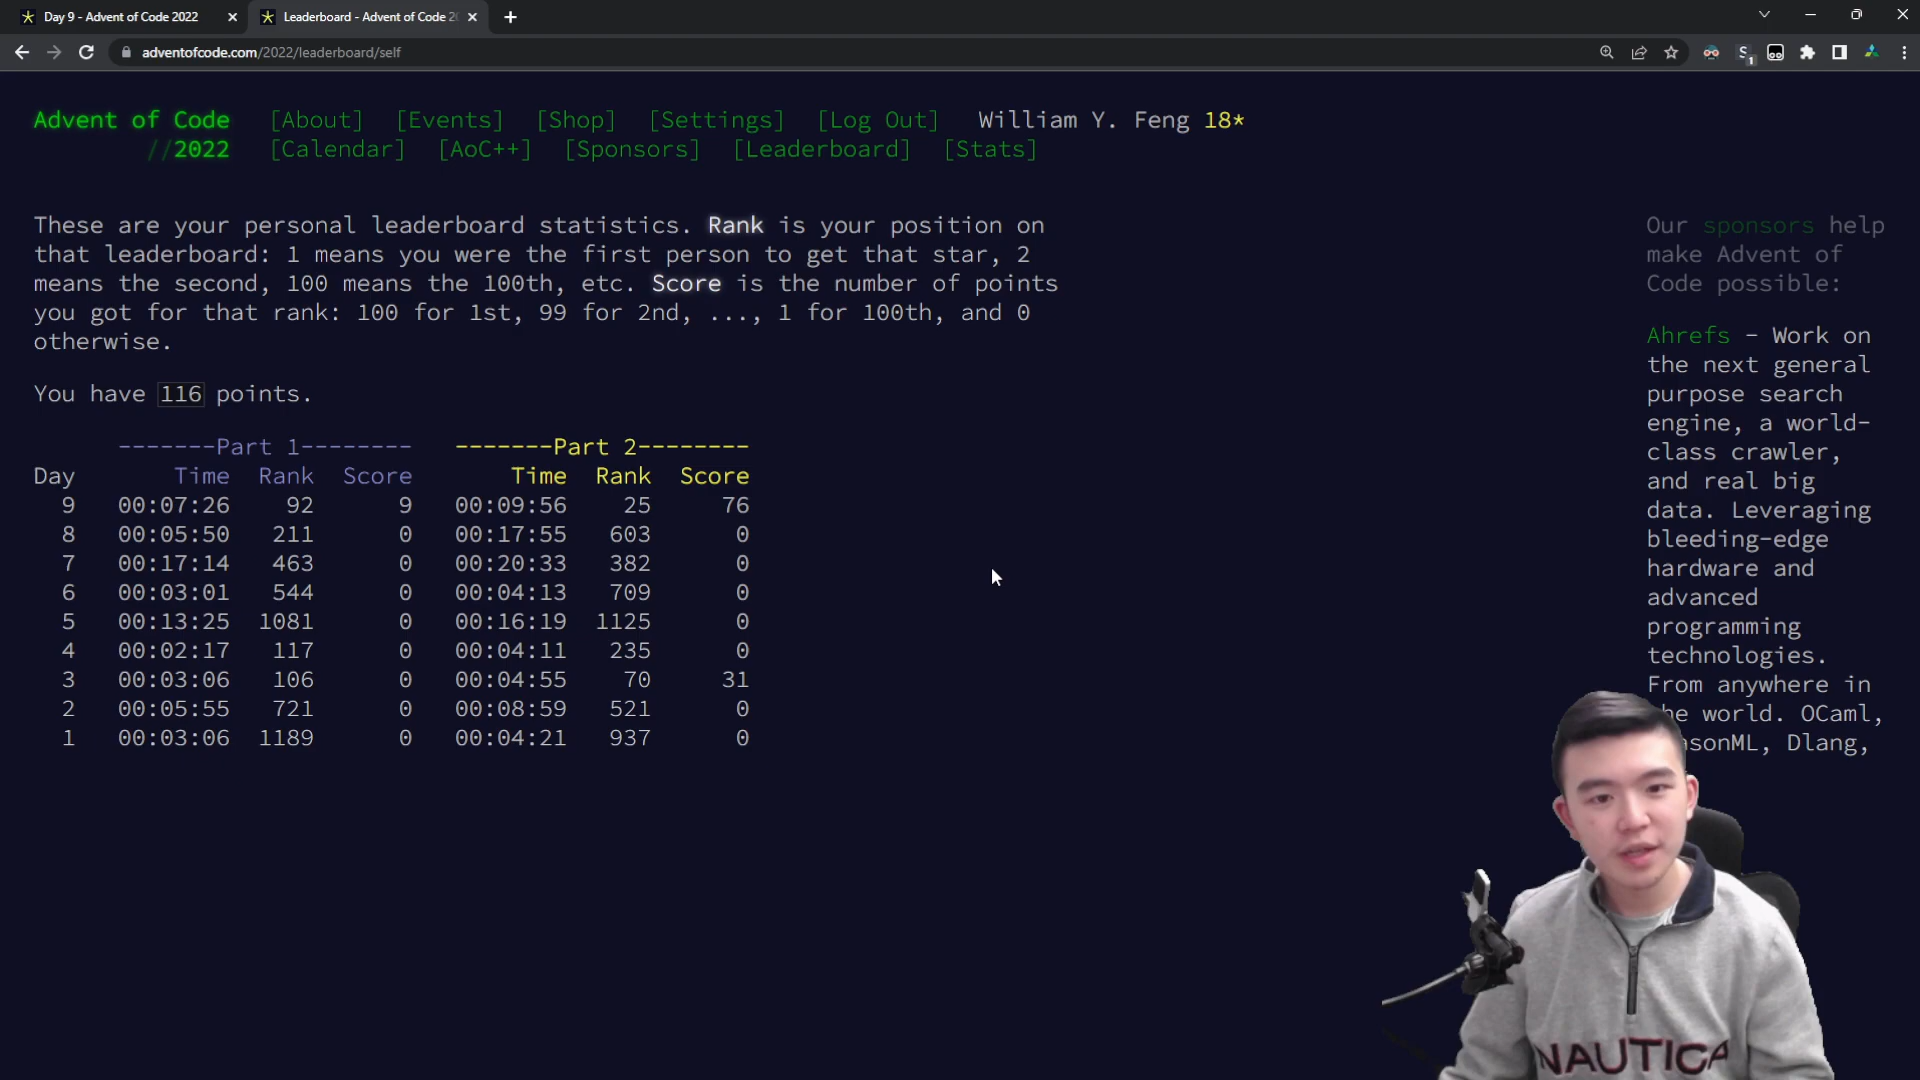 Day 9 - Advent of Code 2022
Leaderboard - Advent of Code 2
adventofcode.com/2022/leaderboard/self
Advent of Code [About] [Events] [Shop] [Settings] [Log Out] William Y. Feng 18*
//2022 [Calendar] [AoC++] [Sponsors] [Leaderboard] [Stats]
These are your personal leaderboard statistics. Rank is your position on
that leaderboard: 1 means you were the first person to get that star, 2
means the second, 100 means the 100th, etc. Score is the number of points
you got for that rank: 100 for 1st, 99 for 2nd, ..., 1 for 100th, and 0
otherwise.
You have 116 points.
-------Part 1-------- -------Part 2--------
Day Time Rank Score Time Rank Score
9 00:07:26 92 9 00:09:56 25 76
8 00:05:50 211 0 00:17:55 603 0
7 00:17:14 463 0 00:20:33 382 0
6 00:03:01 544 0 00:04:13 709 0
5 00:13:25 1081 0 00:16:19 1125 0
4 00:02:17 117 0 00:04:11 235 0
3 00:03:06 106 0 00:04:55 70 31
2 00:05:55 721 0 00:08:59 521 0
1 00:03:06 1189 0 00:04:21 937 0
Our sponsors help
make Advent of
Code possible:
Ahrefs - Work on
the next general
purpose search
engine, a world-
class crawler,
and real big
data. Leveraging
bleeding-edge
hardware and
advanced
programming
technologies.
From anywhere in
he world. OCaml,
sonML, Dlang,
NAUTICA